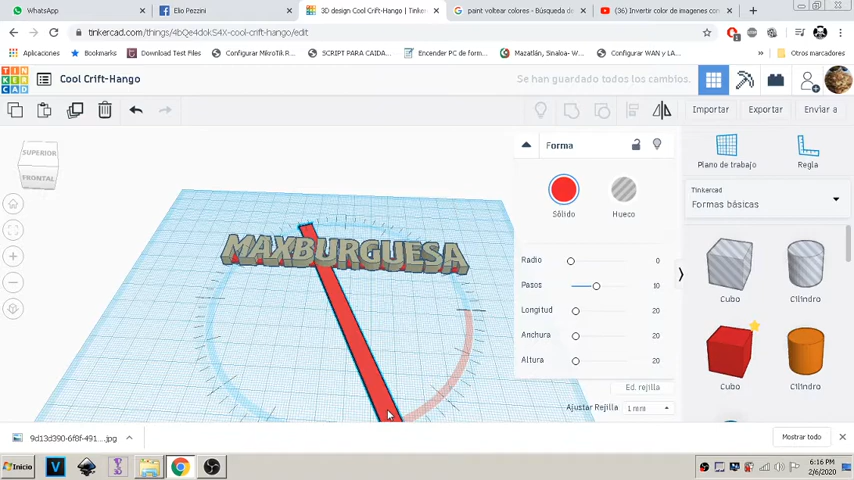 WhatsApp
Elio Pezzini
3D design Cool Crift-Hango | Tinker
paint voltear colores - Búsqueda de
(36) Invertir color de imagenes con
tinkercad.com/things/4bQe4dokS4X-cool-crift-hango/edit
Aplicaciones
Bookmarks
Download Test Files
Configurar MikroTik R
SCRIPT PARA CAIDA...
Encender PC de form...
Mazatlán, Sinaloa- W...
Configurar WAN y LA...
Otros marcadores
TIN
KER
CAD
Cool Crift-Hango
Se han guardado todos los cambios.
Importar
Exportar
Enviar a
SUPERIOR
FRONTAL
Forma
Sólido
Hueco
Radio 0
Pasos 10
Longitud 20
Anchura 20
Altura 20
Plano de trabajo
Regla
Tinkercad
Formas básicas
Cubo
Cilindro
Cubo
Cilindro
MAXBURGUESA
Ed. rejilla
Ajustar Rejilla
1 mm
9d13d390-6f8f-491....jpg
Mostrar todo
Inicio
6:16 PM
2/6/2020